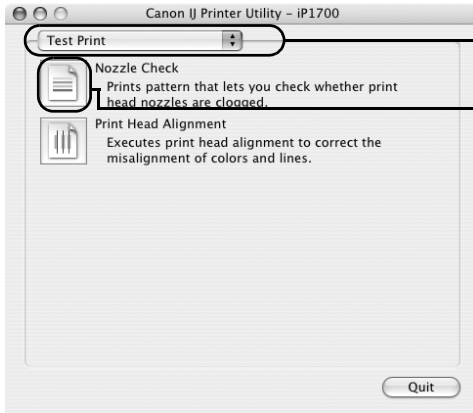 Canon IJ Printer Utility – iP1700
Test Print
Nozzle Check
Prints pattern that lets you check whether print
head nozzles are clogged.
Print Head Alignment
Executes print head alignment to correct the
misalignment of colors and lines.
Quit